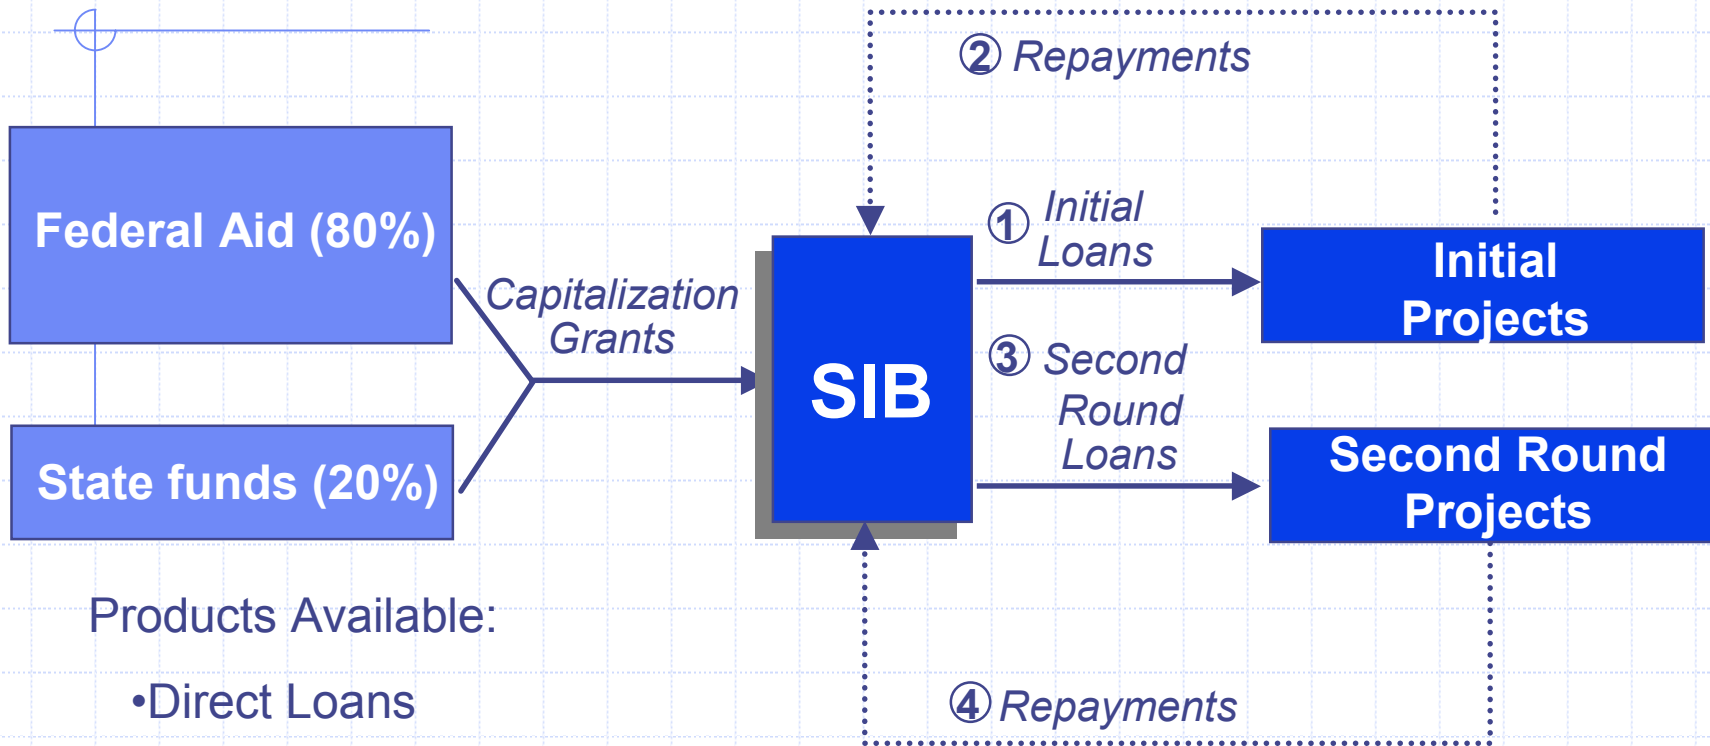 ② Repayments
Federal Aid (80%)
Capitalization
Grants
State funds (20%)
SIB
① Initial
Loans
Initial
Projects
③ Second
Round
Loans
Second Round
Projects
Products Available:
•Direct Loans
④ Repayments